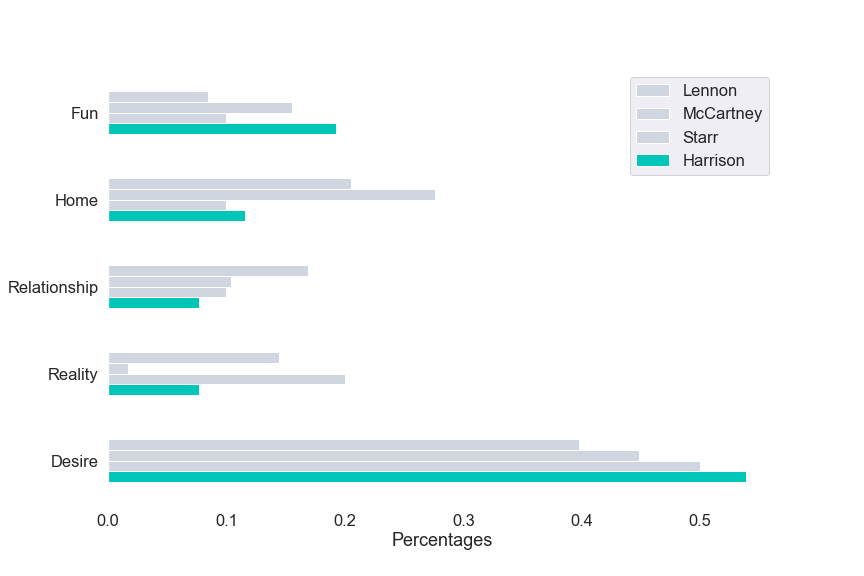 Lennon
McCartney
Starr
Harrison
Fun
Home
Relationship
Reality
Desire
0.0 0.1 0.2 0.3 0.4 0.5
Percentages